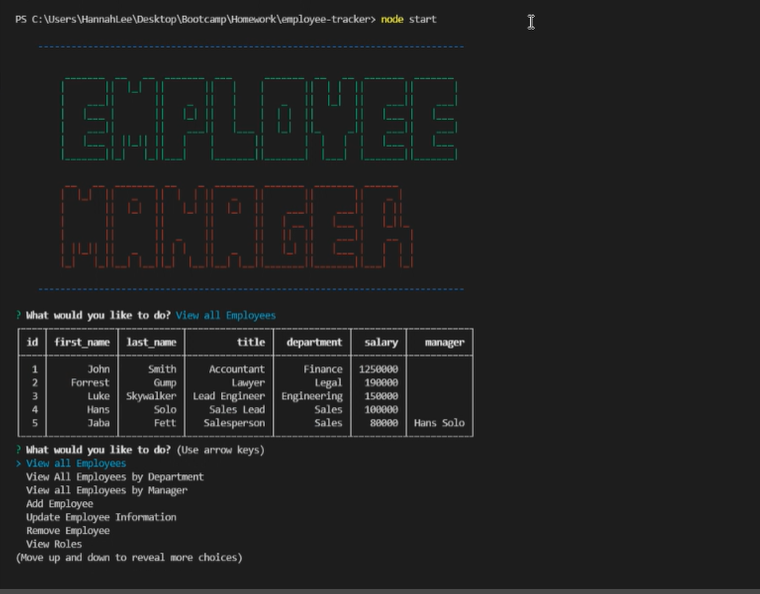 PS C:\Users\HannahLee\Desktop\Bootcamp\Homework\employee-tracker> node start
EMPLOYEE
MANAGER
? What would you like to do? View all Employees
id first_name last_name title department salary manager
1 John Smith Accountant Finance 1250000
2 Forrest Gump Lawyer Legal 190000
3 Luke Skywalker Lead Engineer Engineering 150000
4 Hans Solo Sales Lead Sales 100000
5 Jaba Fett Salesperson Sales 80000 Hans Solo
? What would you like to do? (Use arrow keys)
> View all Employees
View All Employees by Department
View all Employees by Manager
Add Employee
Update Employee Information
Remove Employee
View Roles
(Move up and down to reveal more choices)